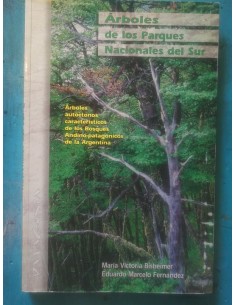 Árboles
de los Parques
Nacionales del Sur
Árboles
autóctonos
característicos
de los Bosques
Andino-patagónicos
de la Argentina
María Victoria Bisheimer
Eduardo Marcelo Fernández